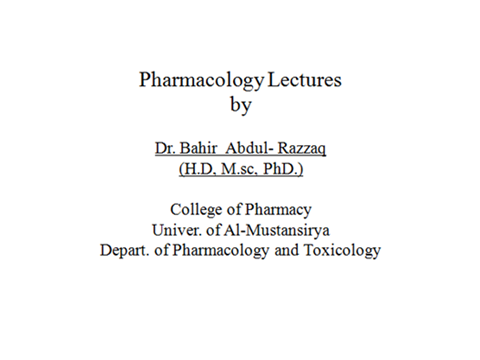 Pharmacology Lectures
by
Dr. Bahir Abdul- Razzaq
(H.D, M.sc, PhD.)
College of Pharmacy
Univer. of Al-Mustansirya
Depart. of Pharmacology and Toxicology